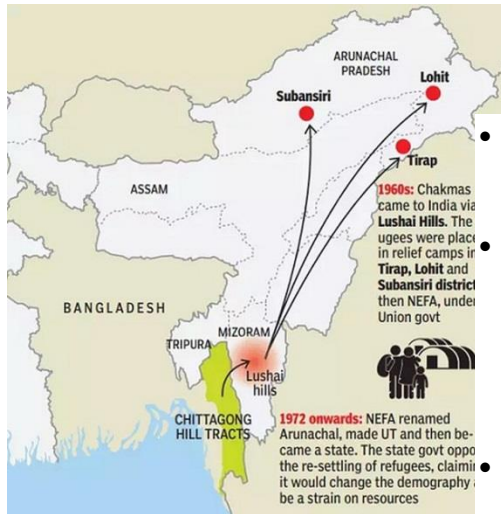 ARUNACHAL
PRADESH
Lohit
Subansiri
Tirap
ASSAM
1960s: Chakmas
came to India via
Lushai Hills. The
ugees were place
in relief camps in
Tirap, Lohit and
Subansiri district
then NEFA, under
Union govt
BANGLADESH
MIZORAM
TRIPURA
Lushai
hills
CHITTAGONG
HILL TRACTS
1972 onwards: NEFA renamed
Arunachal, made UT and then be-
came a state. The state govt oppo
the re-settling of refugees, claimin
it would change the demography
be a strain on resources